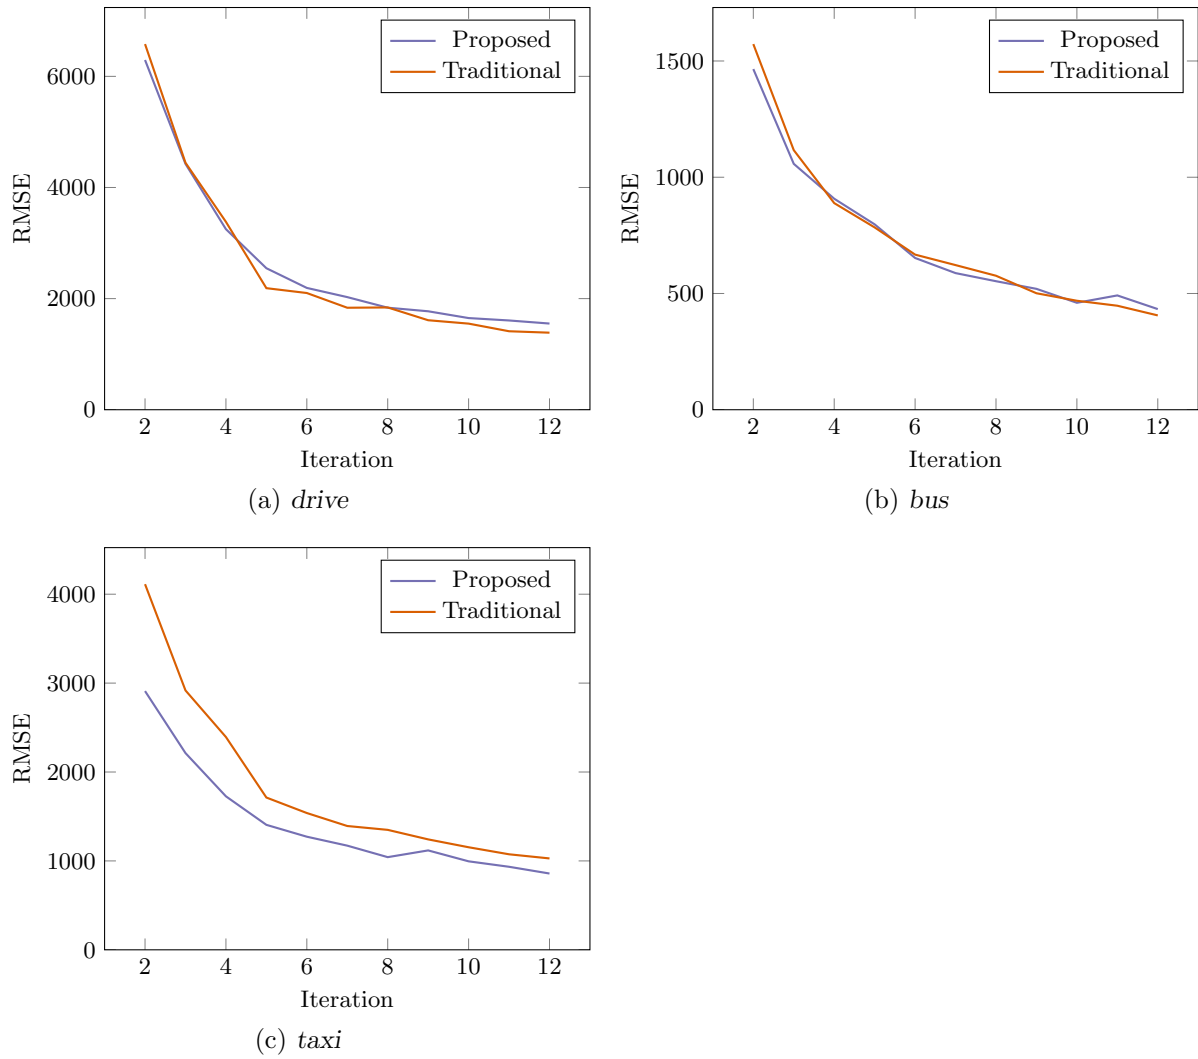 Proposed
Traditional
6000
4000
2000
0
RMSE
2 4 6 8 10 12
Iteration
(a) drive
Proposed
Traditional
1500
1000
500
0
RMSE
2 4 6 8 10 12
Iteration
(b) bus
Proposed
Traditional
4000
3000
2000
1000
0
RMSE
2 4 6 8 10 12
Iteration
(c) taxi